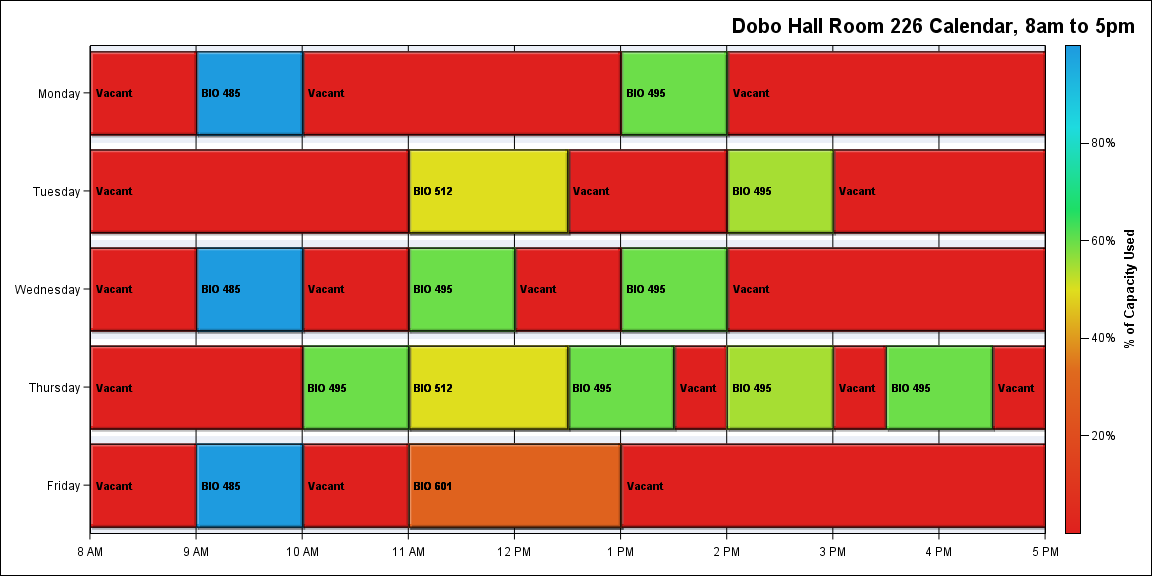 Dobo Hall Room 226 Calendar, 8am to 5pm
Monday
Vacant
BIO 485
Vacant
BIO 495
Vacant
Tuesday
Vacant
BIO 512
Vacant
BIO 495
Vacant
Wednesday
Vacant
BIO 485
Vacant
BIO 495
Vacant
BIO 495
Vacant
Thursday
Vacant
BIO 495
BIO 512
BIO 495
Vacant
BIO 495
Vacant
BIO 495
Vacant
Friday
Vacant
BIO 485
Vacant
BIO 601
Vacant
8 AM
9 AM
10 AM
11 AM
12 PM
1 PM
2 PM
3 PM
4 PM
5 PM
80%
60%
40%
20%
% of Capacity Used